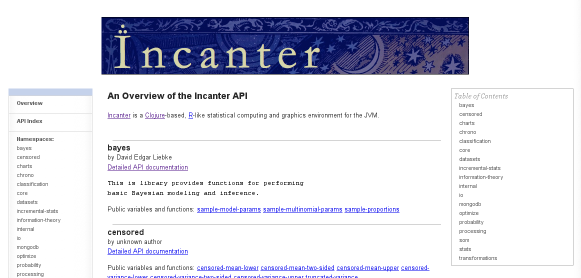 İncanter
Overview
API Index
Namespaces:
bayes
censored
charts
chrono
classification
core
datasets
incremental-stats
information-theory
internal
io
mongodb
optimize
probability
processing
An Overview of the Incanter API
Incanter is a Clojure-based, R-like statistical computing and graphics environment for the JVM.
bayes
by David Edgar Liebke
Detailed API documentation
This is library provides functions for performing
basic Bayesian modeling and inference.
Public variables and functions: sample-model-params sample-multinomial-params sample-proportions
censored
by unknown author
Detailed API documentation
Public variables and functions: censored-mean-lower censored-mean-two-sided censored-mean-upper censored-
variance-lower censored-variance-two-sided censored-variance-upper truncated-variance
Table of Contents
bayes
censored
charts
chrono
classification
core
datasets
incremental-stats
information-theory
internal
io
mongodb
optimize
probability
processing
som
stats
transformations